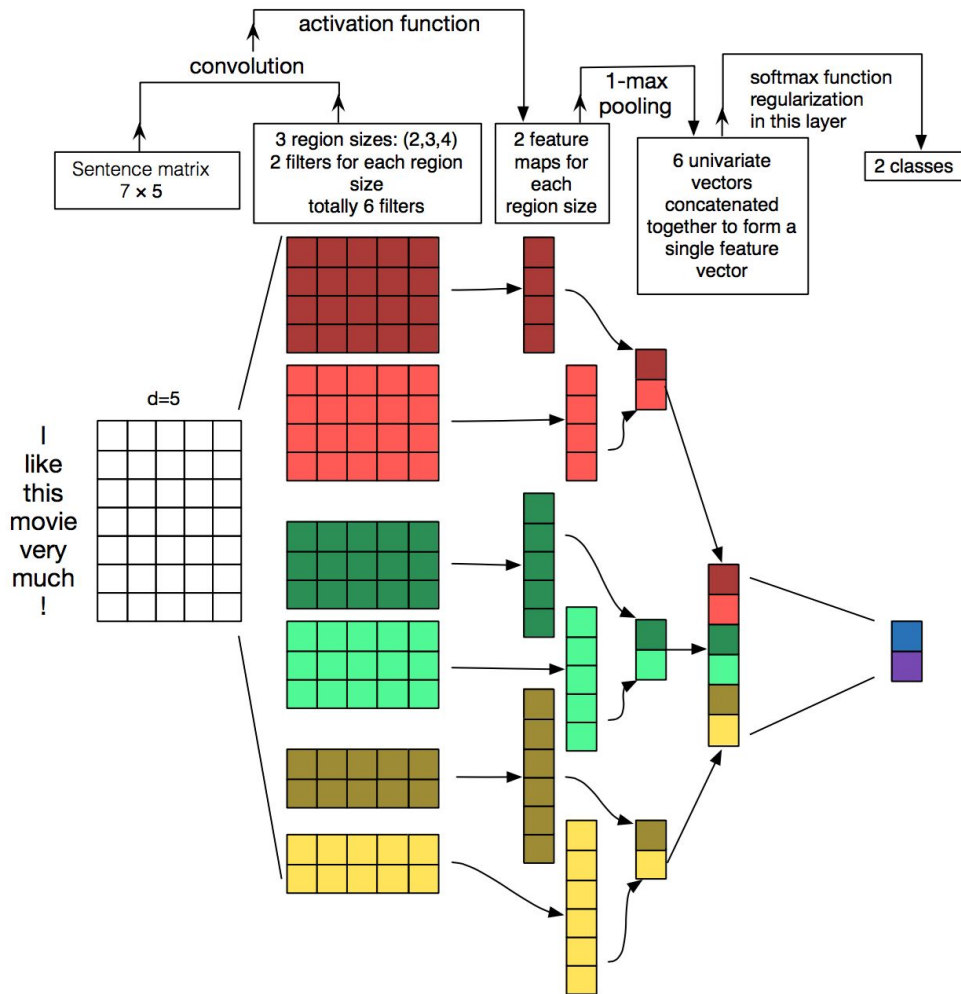 activation function
convolution
1-max
pooling
softmax function
regularization
in this layer
Sentence matrix
7 × 5
3 region sizes: (2,3,4)
2 filters for each region
size
totally 6 filters
2 feature
maps for
each
region size
6 univariate
vectors
concatenated
together to form a
single feature
vector
2 classes
d=5
I
like
this
movie
very
much
!